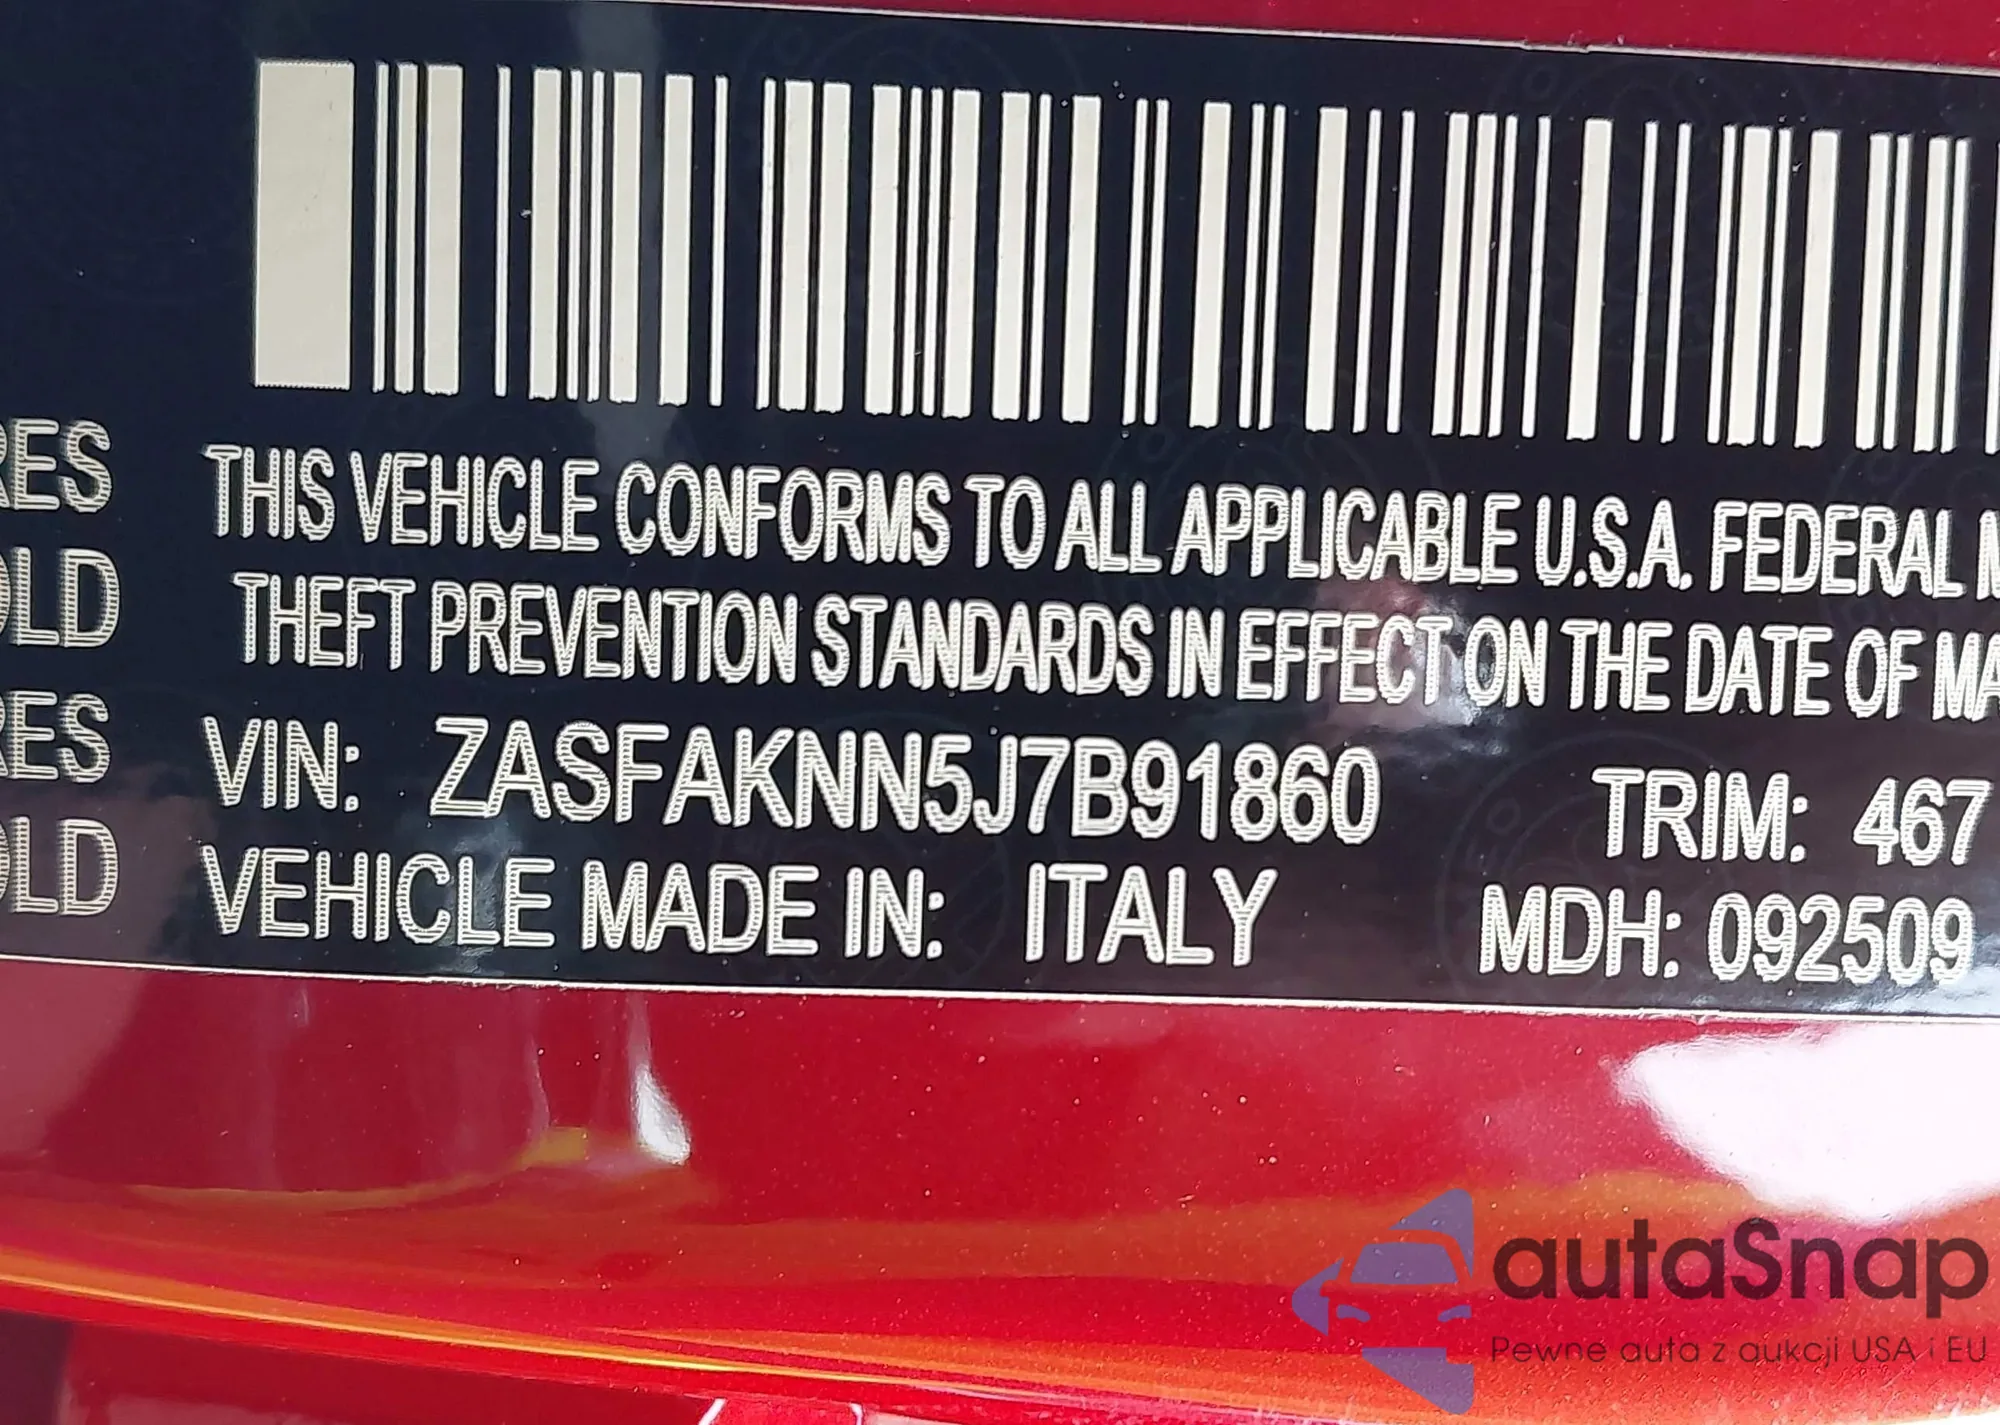 RES
OLD
RES
OLD
THIS VEHICLE CONFORMS TO ALL APPLICABLE U.S.A. FEDERAL
THEFT PREVENTION STANDARDS IN EFFECT ON THE DATE OF MA
VIN: ZASFAKNN5J7B91860 TRIM: 467
VEHICLE MADE IN: ITALY MDH: 092509
autaSnap
Pewne auta z aukcji USA i EU